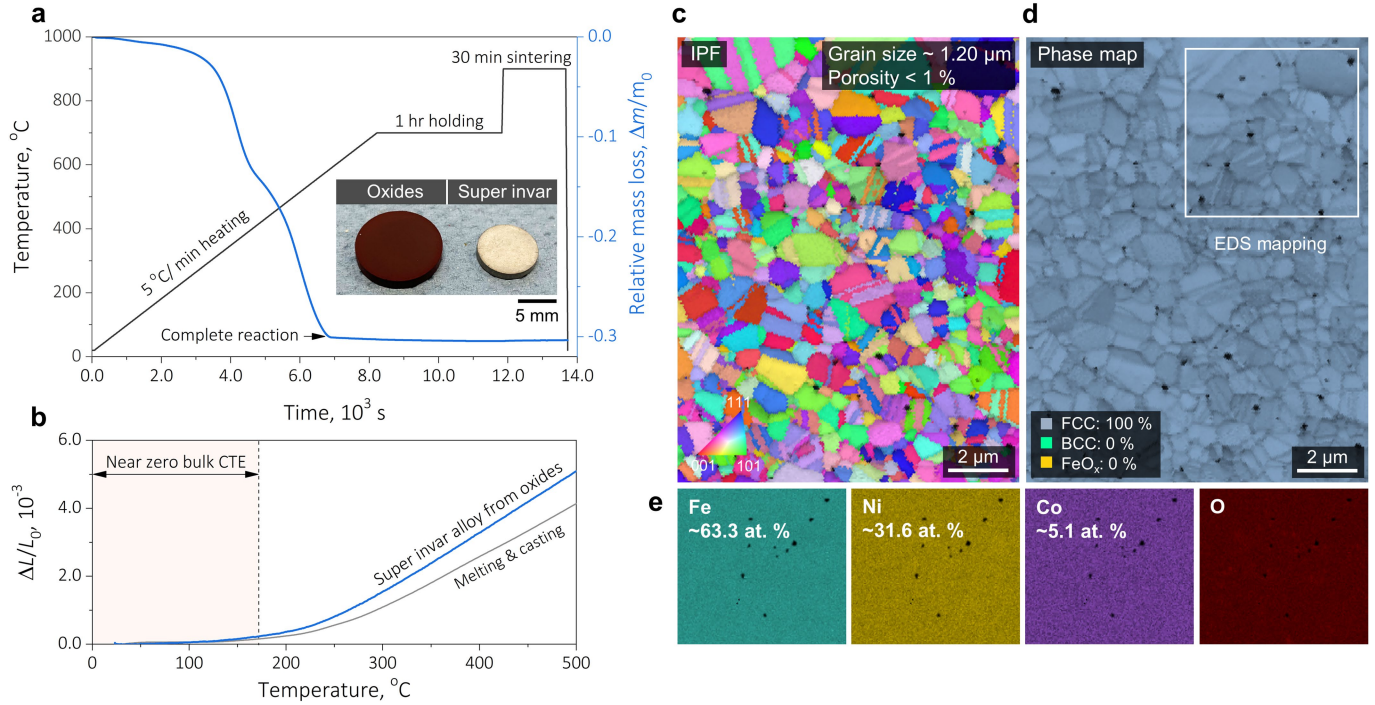 a
1000
800
600
400
200
0
Temperature, °C
0.0
2.0
4.0
6.0
8.0
10.0
12.0
14.0
Time, 10³ s
0.0
-0.1
-0.2
-0.3
Relative mass loss, Δm/m₀
30 min sintering
1 hr holding
5 °C/ min heating
Complete reaction
Oxides
Super invar
5 mm
b
6.0
4.0
2.0
0.0
ΔL/L₀, 10⁻³
0
100
200
300
400
500
Temperature, °C
Near zero bulk CTE
Super invar alloy from oxides
Melting & casting
c
IPF
Grain size ~ 1.20 µm
Porosity < 1 %
111
001
101
2 µm
d
Phase map
EDS mapping
FCC: 100 %
BCC: 0 %
FeOₓ: 0 %
2 µm
e
Fe
~63.3 at. %
Ni
~31.6 at. %
Co
~5.1 at. %
O